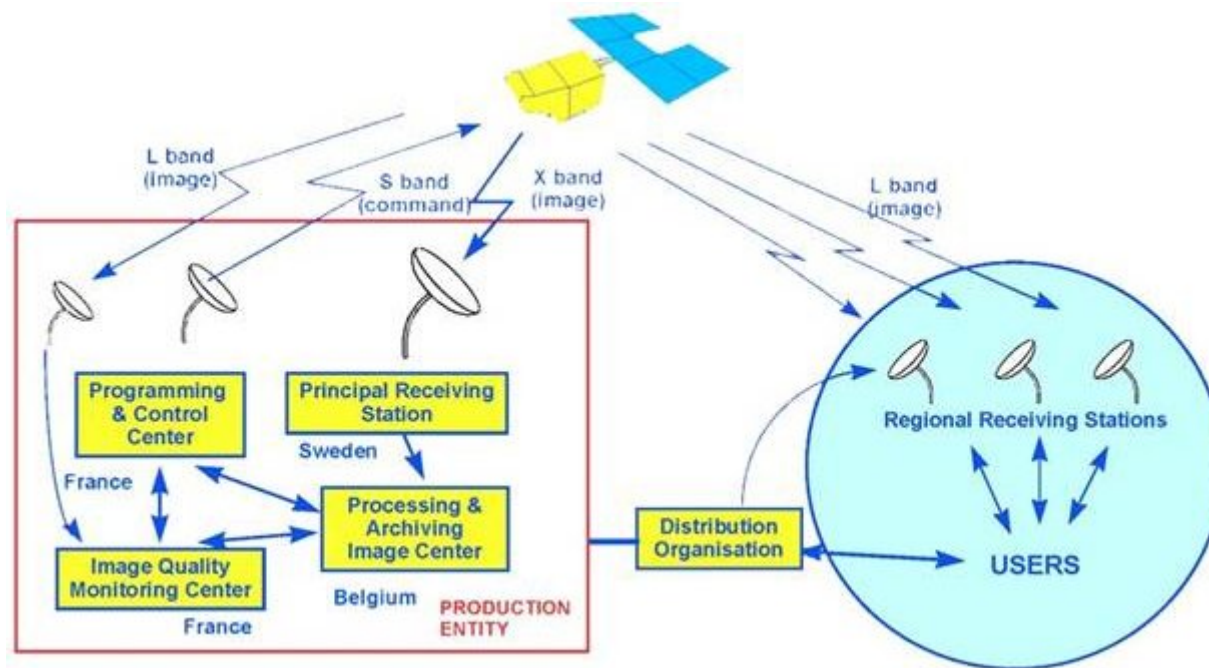 L band
(image)
S band
(command)
X band
(image)
L band
(image)
Programming
& Control
Center
Principal Receiving
Station
Sweden
France
Processing &
Archiving
Image Center
Image Quality
Monitoring Center
Belgium
France
PRODUCTION
ENTITY
Distribution
Organisation
Regional Receiving Stations
USERS